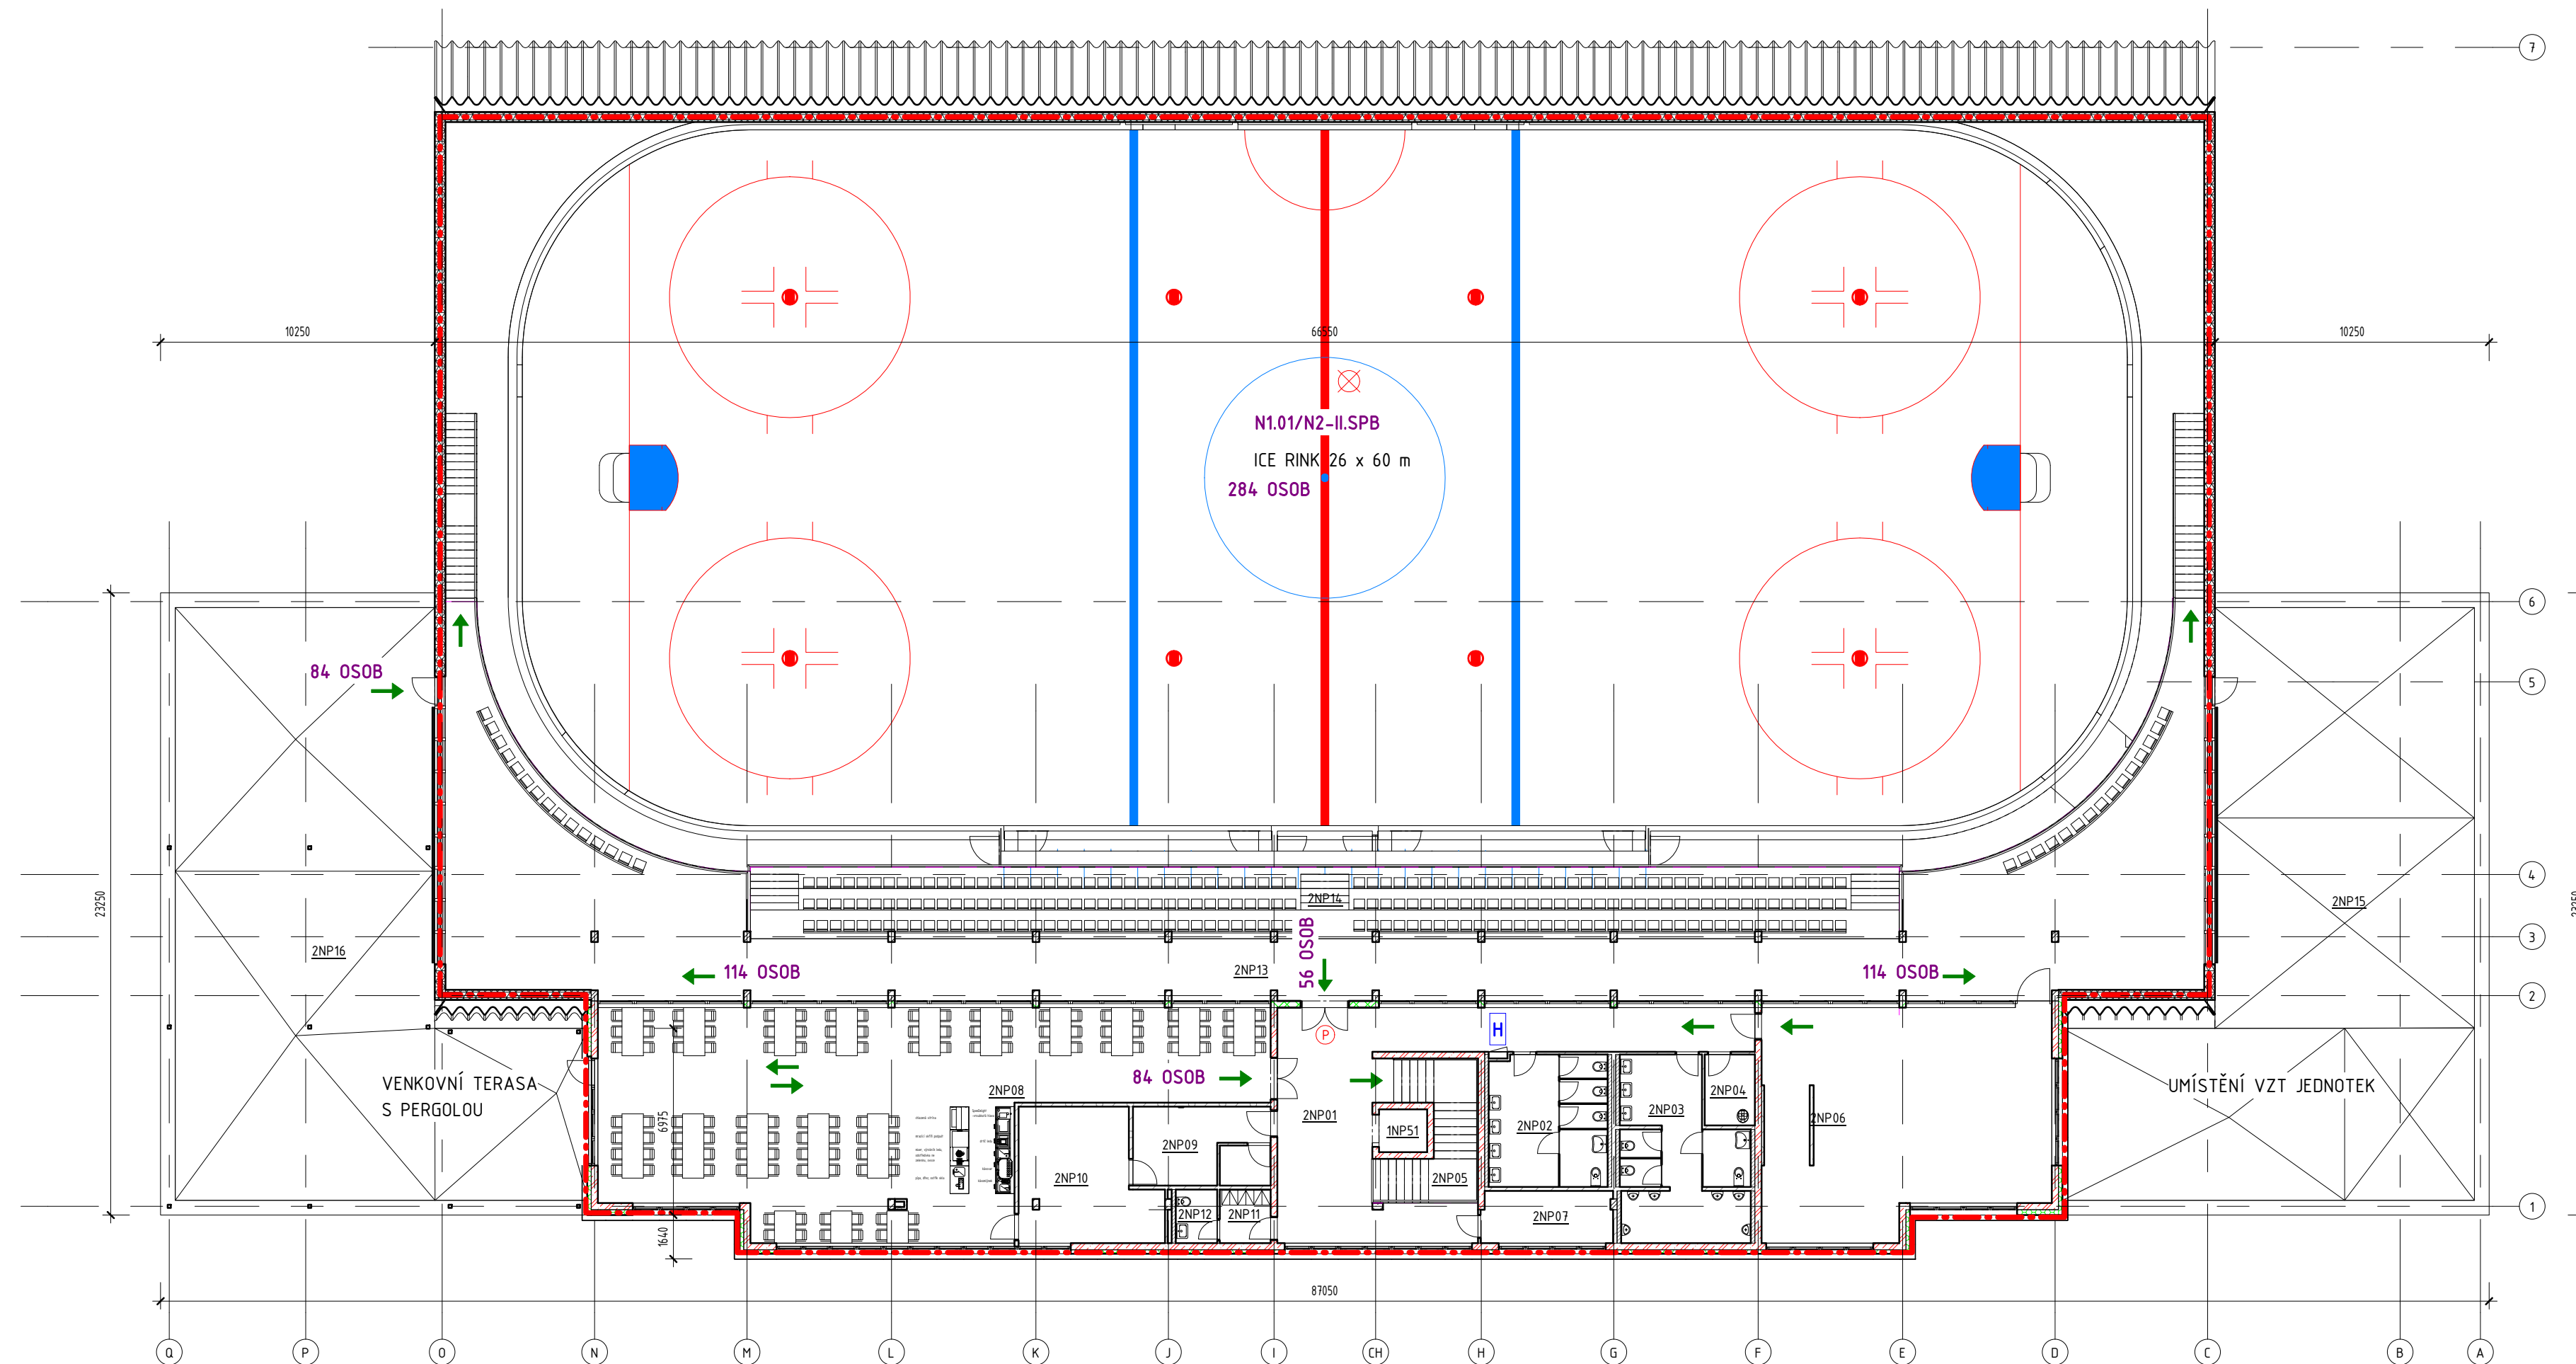 7
10250
66550
10250
N1.01/N2-II.SPB
ICE RINK 26 x 60 m
284 OSOB
6
84 OSOB
5
4
23250
2NP14
2NP15
3
2NP16
56 OSOB
114 OSOB
2NP13
114 OSOB
2
P
H
VENKOVNÍ TERASA
S PERGOLOU
84 OSOB
2NP08
UMÍSTĚNÍ VZT JEDNOTEK
6975
2NP01
2NP04
2NP03
2NP06
2NP02
1NP51
2NP09
2NP10
2NP05
2NP12
2NP11
2NP07
1
1640
87050
Q
P
O
N
M
L
K
J
I
CH
H
G
F
E
D
C
B
A